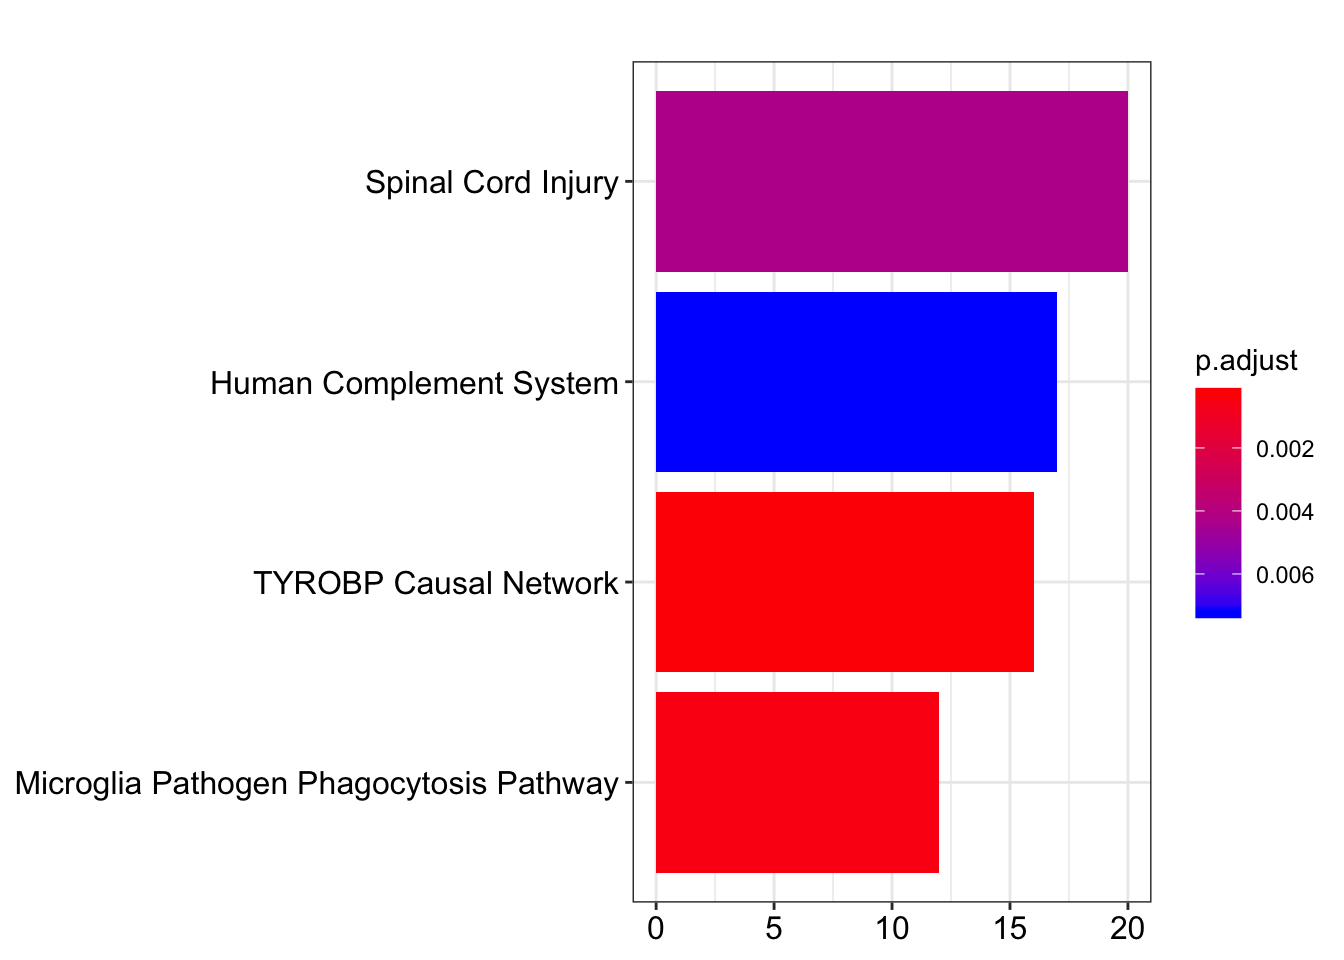 Spinal Cord Injury
Human Complement System
TYROBP Causal Network
Microglia Pathogen Phagocytosis Pathway
0 5 10 15 20
p.adjust
0.002
0.004
0.006